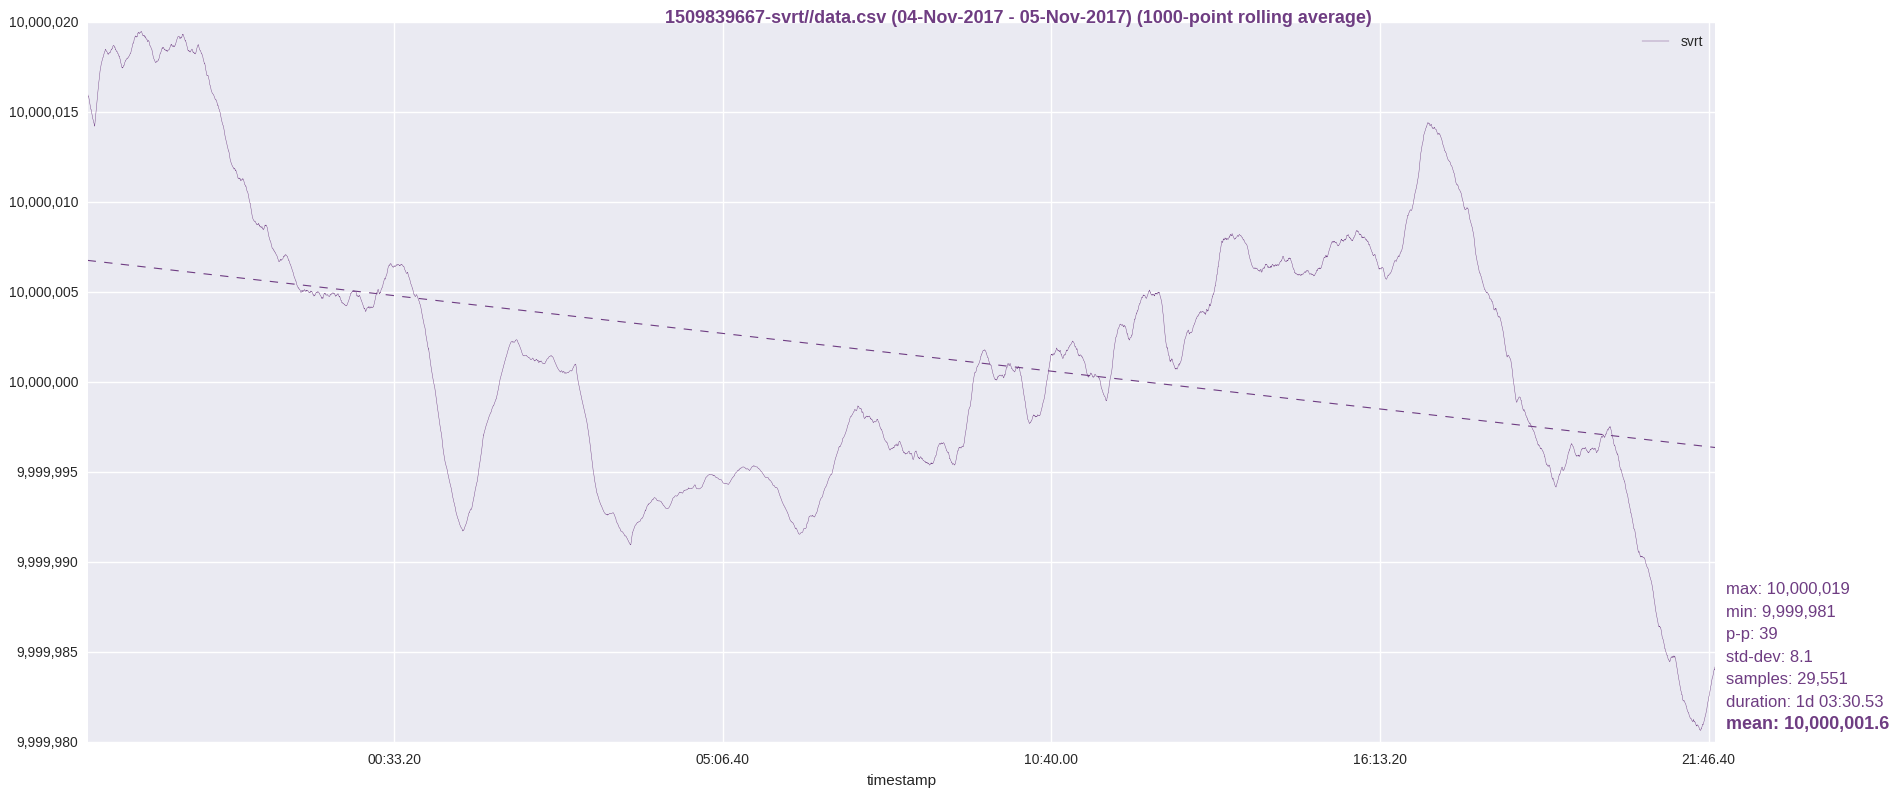 1509839667-svrt//data.csv (04-Nov-2017 - 05-Nov-2017) (1000-point rolling average)
svrt
10,000,020
10,000,015
10,000,010
10,000,005
10,000,000
9,999,995
9,999,990
9,999,985
9,999,980
00:33.20
05:06.40
10:40.00
16:13.20
21:46.40
timestamp
max: 10,000,019
min: 9,999,981
p-p: 39
std-dev: 8.1
samples: 29,551
duration: 1d 03:30.53
mean: 10,000,001.6